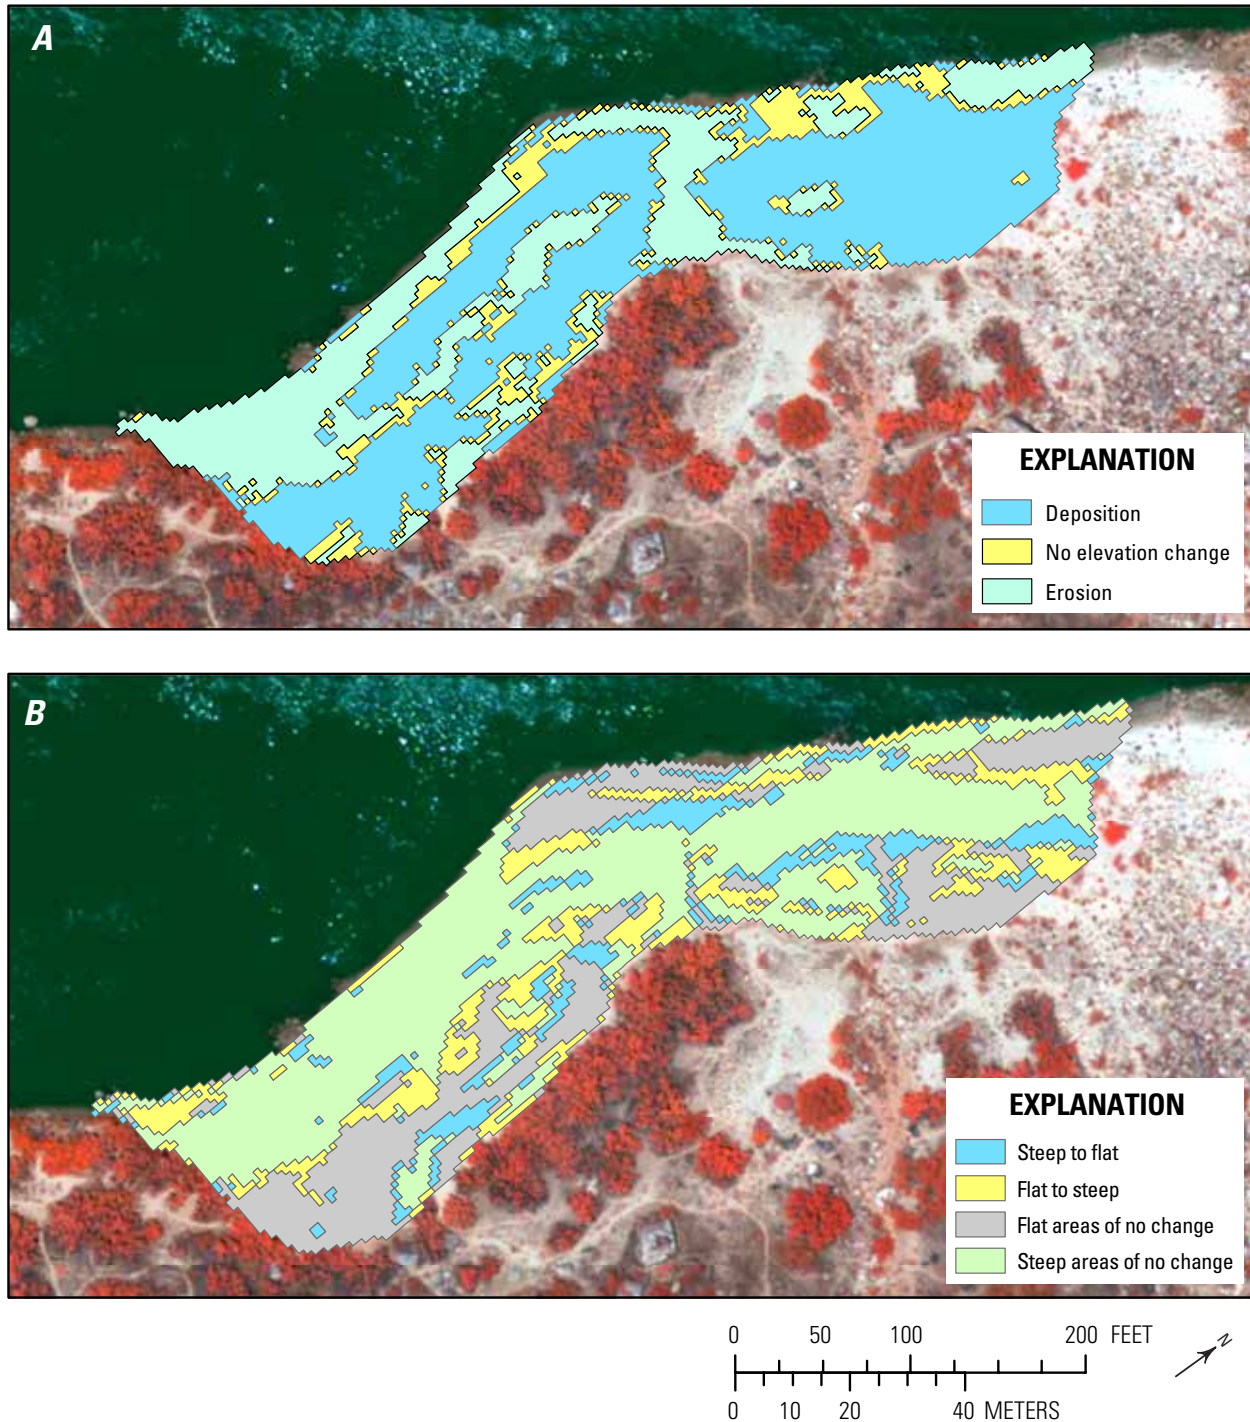 A
EXPLANATION
Deposition
No elevation change
Erosion
B
EXPLANATION
Steep to flat
Flat to steep
Flat areas of no change
Steep areas of no change
0 50 100 200 FEET
0 10 20 40 METERS
N